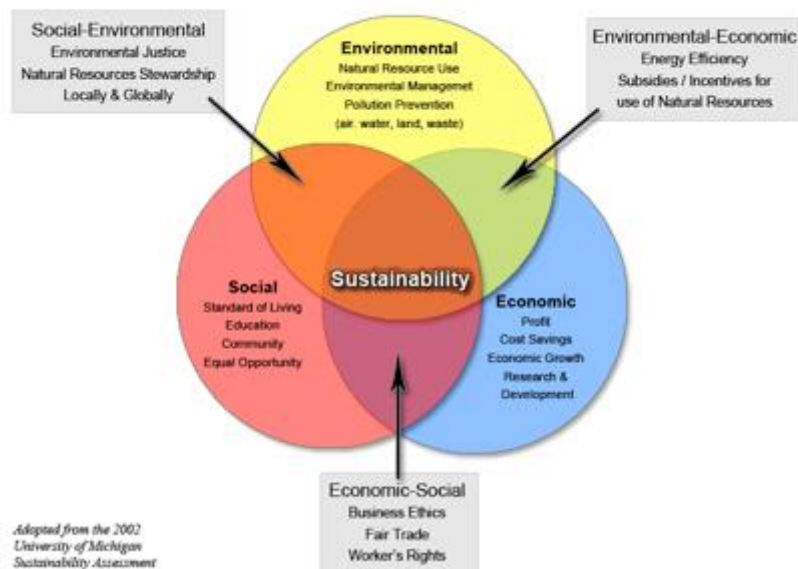 Social-Environmental
Environmental Justice
Natural Resources Stewardship
Locally & Globally
Environmental
Natural Resource Use
Environmental Managemet
Pollution Prevention
(air. water, land, waste)
Environmental-Economic
Energy Efficiency
Subsidies / Incentives for
use of Natural Resources
Sustainability
Social
Standard of Living
Education
Community
Equal Opportunity
Economic
Profit
Cost Savings
Economic Growth
Research &
Development
Economic-Social
Business Ethics
Fair Trade
Worker's Rights
Adopted from the 2002
University of Michigan
Sustainability Assessment